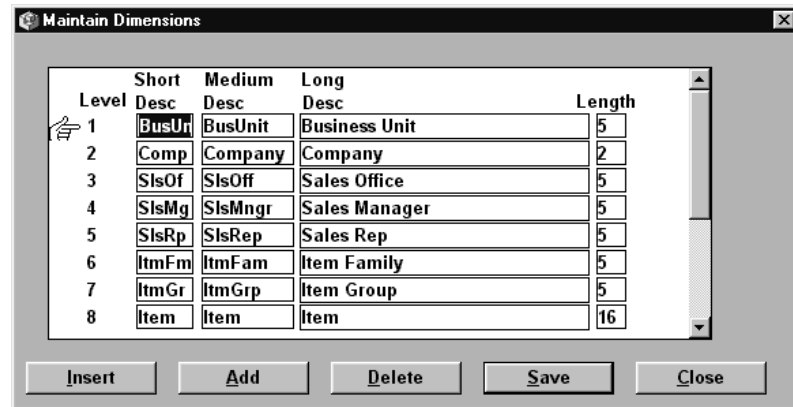 Maintain Dimensions
Short Medium Long
Level Desc Desc Desc Length
1 BusUn BusUnit Business Unit 5
2 Comp Company Company 2
3 SlsOf SlsOff Sales Office 5
4 SlsMg SlsMngr Sales Manager 5
5 SlsRp SlsRep Sales Rep 5
6 ItmFm ItmFam Item Family 5
7 ItmGr ItmGrp Item Group 5
8 Item Item Item 16
Insert Add Delete Save Close